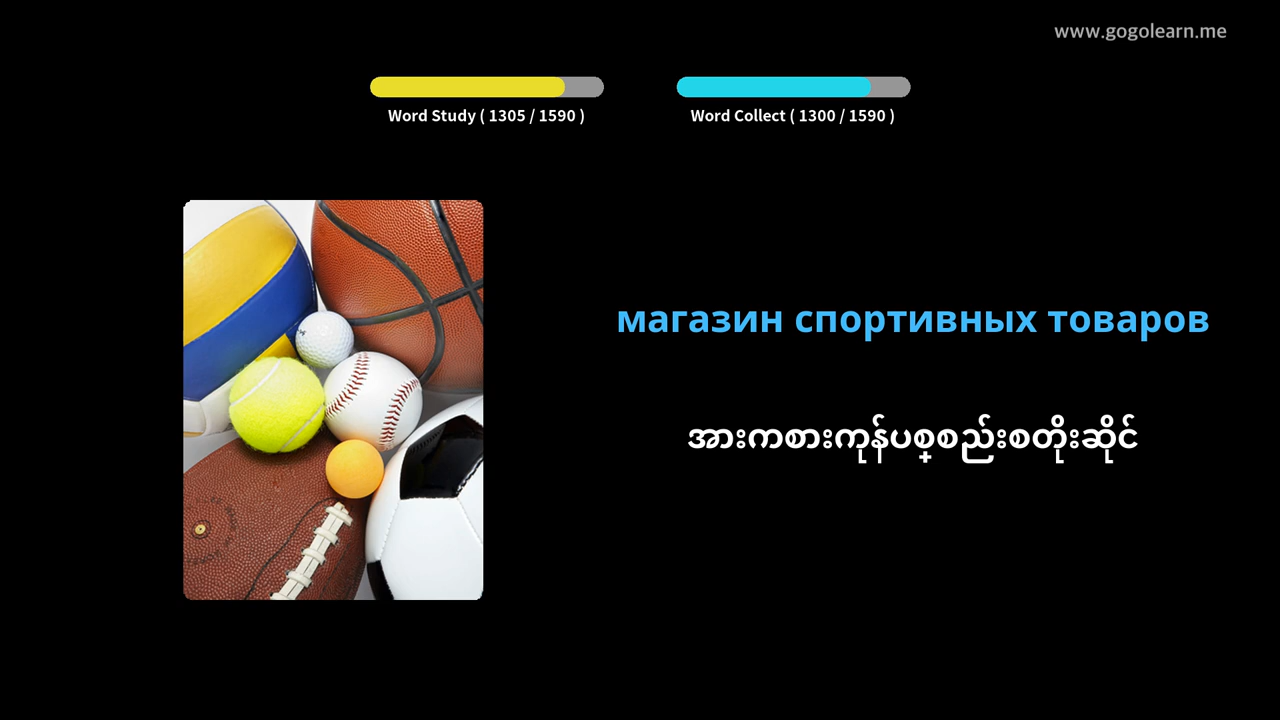 www.gogolearn.me
Word Study ( 1305 / 1590 )
Word Collect ( 1300 / 1590 )
магазин спортивных товаров
အားကစားကုန်ပစ္စည်းစတိုးဆိုင်